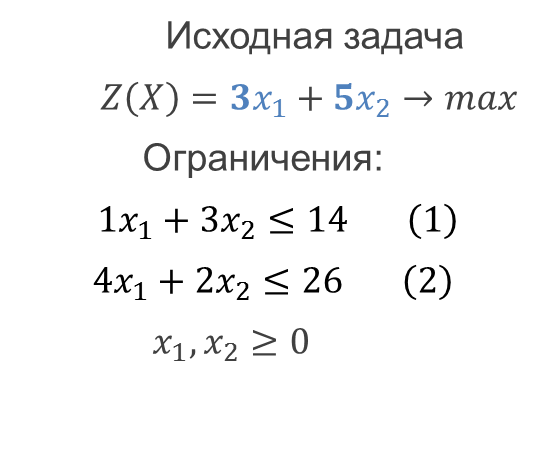 Исходная задача
Z(X) = 3x₁ + 5x₂ → max
Ограничения:
1x₁ + 3x₂ ≤ 14 (1)
4x₁ + 2x₂ ≤ 26 (2)
x₁, x₂ ≥ 0